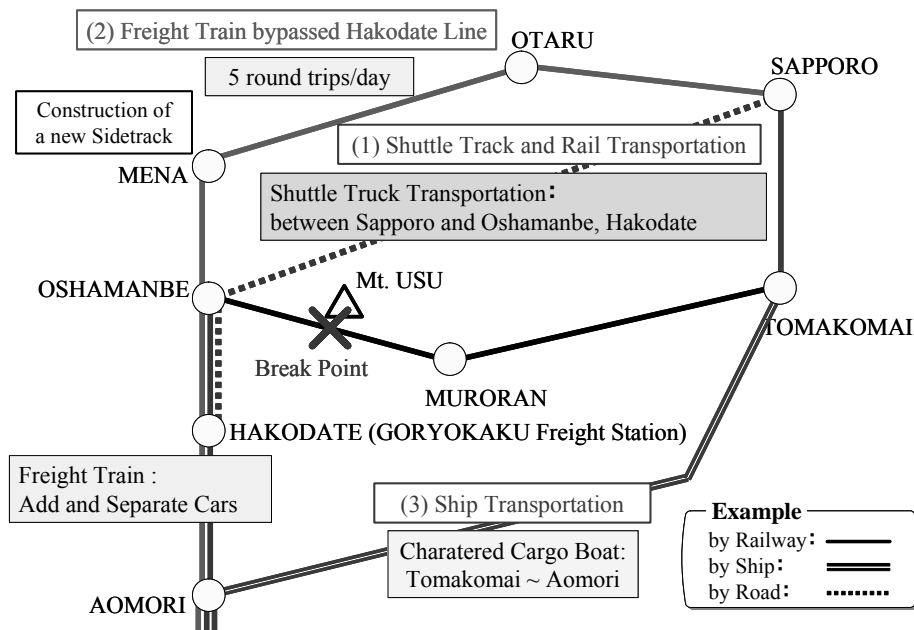 (2) Freight Train bypassed Hakodate Line
OTARU
SAPPORO
5 round trips/day
Construction of
a new Sidetrack
(1) Shuttle Track and Rail Transportation
MENA
Shuttle Truck Transportation:
between Sapporo and Oshamanbe, Hakodate
OSHAMANBE
Mt. USU
TOMAKOMAI
Break Point
MURORAN
HAKODATE (GORYOKAKU Freight Station)
Freight Train :
Add and Separate Cars
(3) Ship Transportation
Charatered Cargo Boat:
Tomakomai ~ Aomori
AOMORI
Example
by Railway:
by Ship:
by Road: